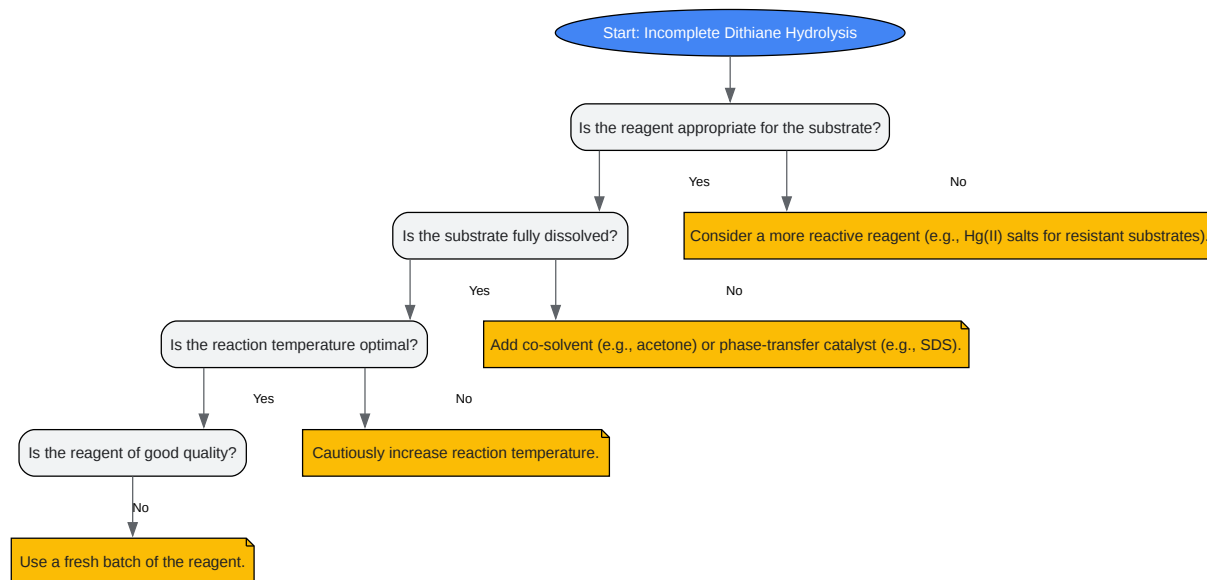 Start: Incomplete Dithiane Hydrolysis
Is the reagent appropriate for the substrate?
Yes
No
Is the substrate fully dissolved?
Consider a more reactive reagent (e.g., Hg(II) salts for resistant substrates).
Yes
No
Is the reaction temperature optimal?
Add co-solvent (e.g., acetone) or phase-transfer catalyst (e.g., SDS).
Yes
No
Is the reagent of good quality?
Cautiously increase reaction temperature.
No
Use a fresh batch of the reagent.